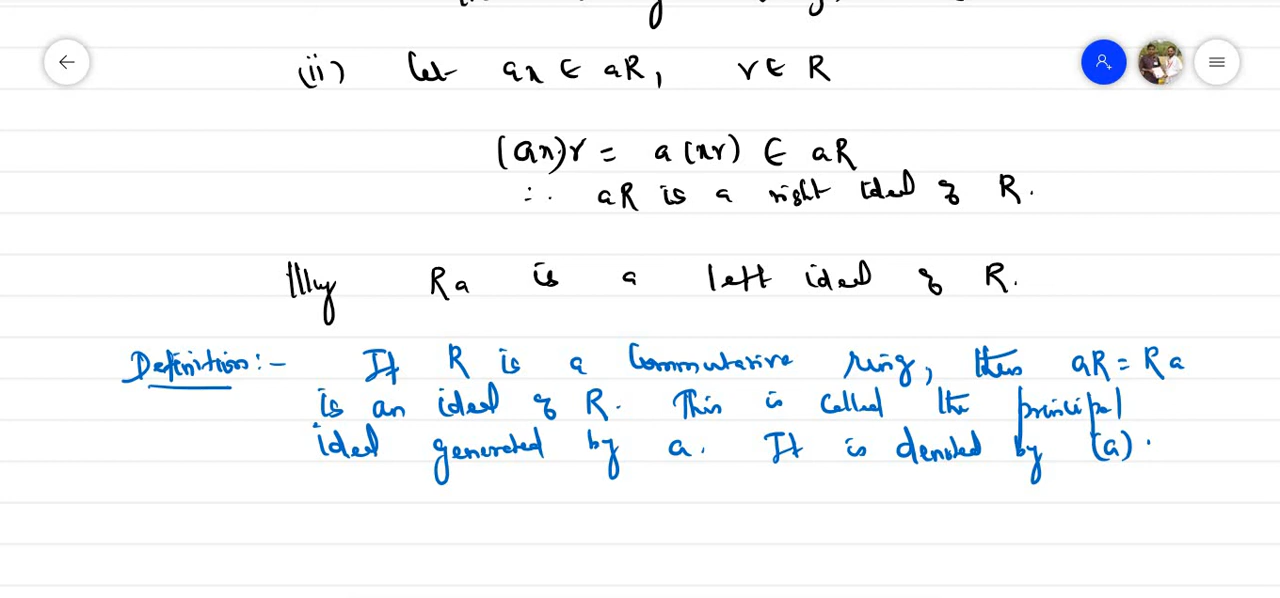 (ii) Let ax ∈ aR, r ∈ R
(ax)r = a(xr) ∈ aR
∴ aR is a right ideal of R.
Illly Ra is a left ideal of R.
Definition:- If R is a commutative ring, then aR = Ra
is an ideal of R. This is called the principal
ideal generated by a. It is denoted by (a).